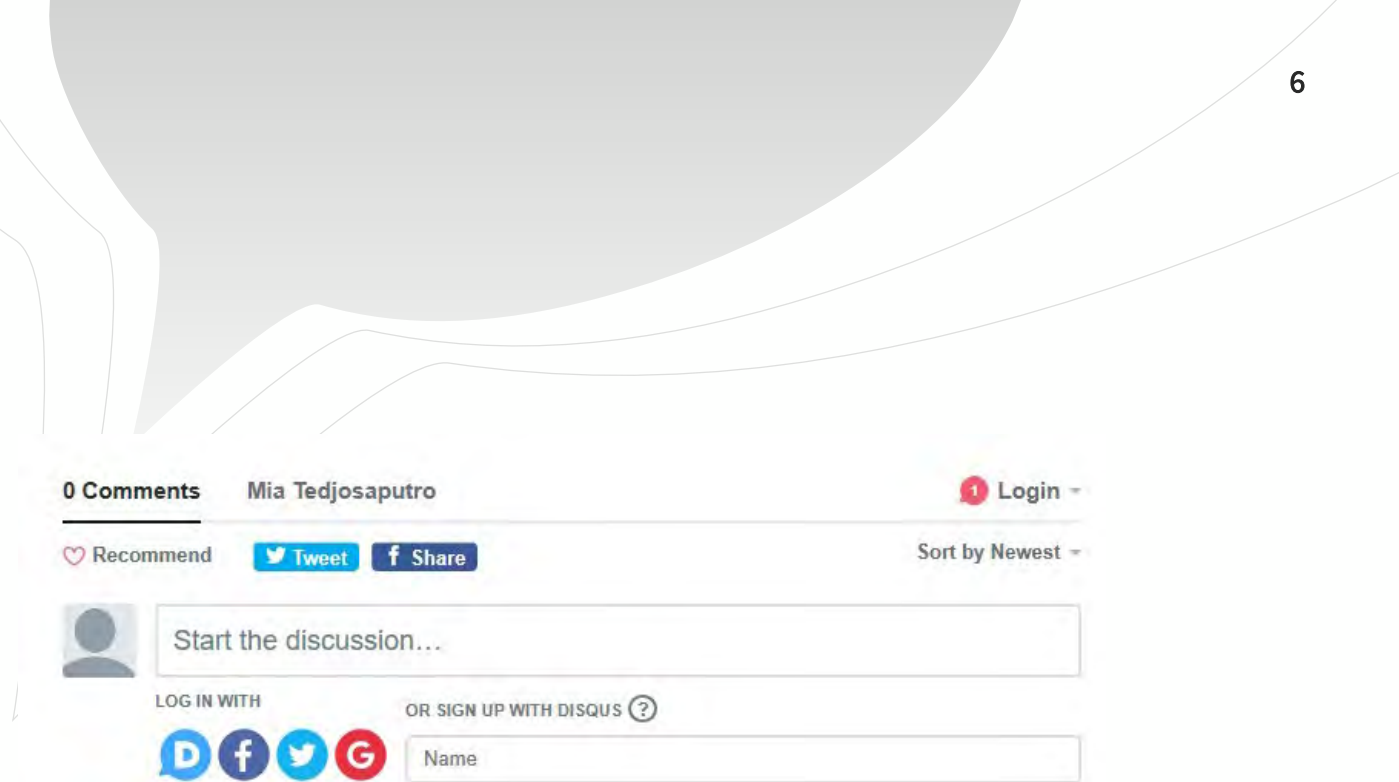 6
0 Comments Mia Tedjosaputro 1 Login
Recommend Tweet f Share Sort by Newest
Start the discussion…
LOG IN WITH OR SIGN UP WITH DISQUS ?
D f G Name